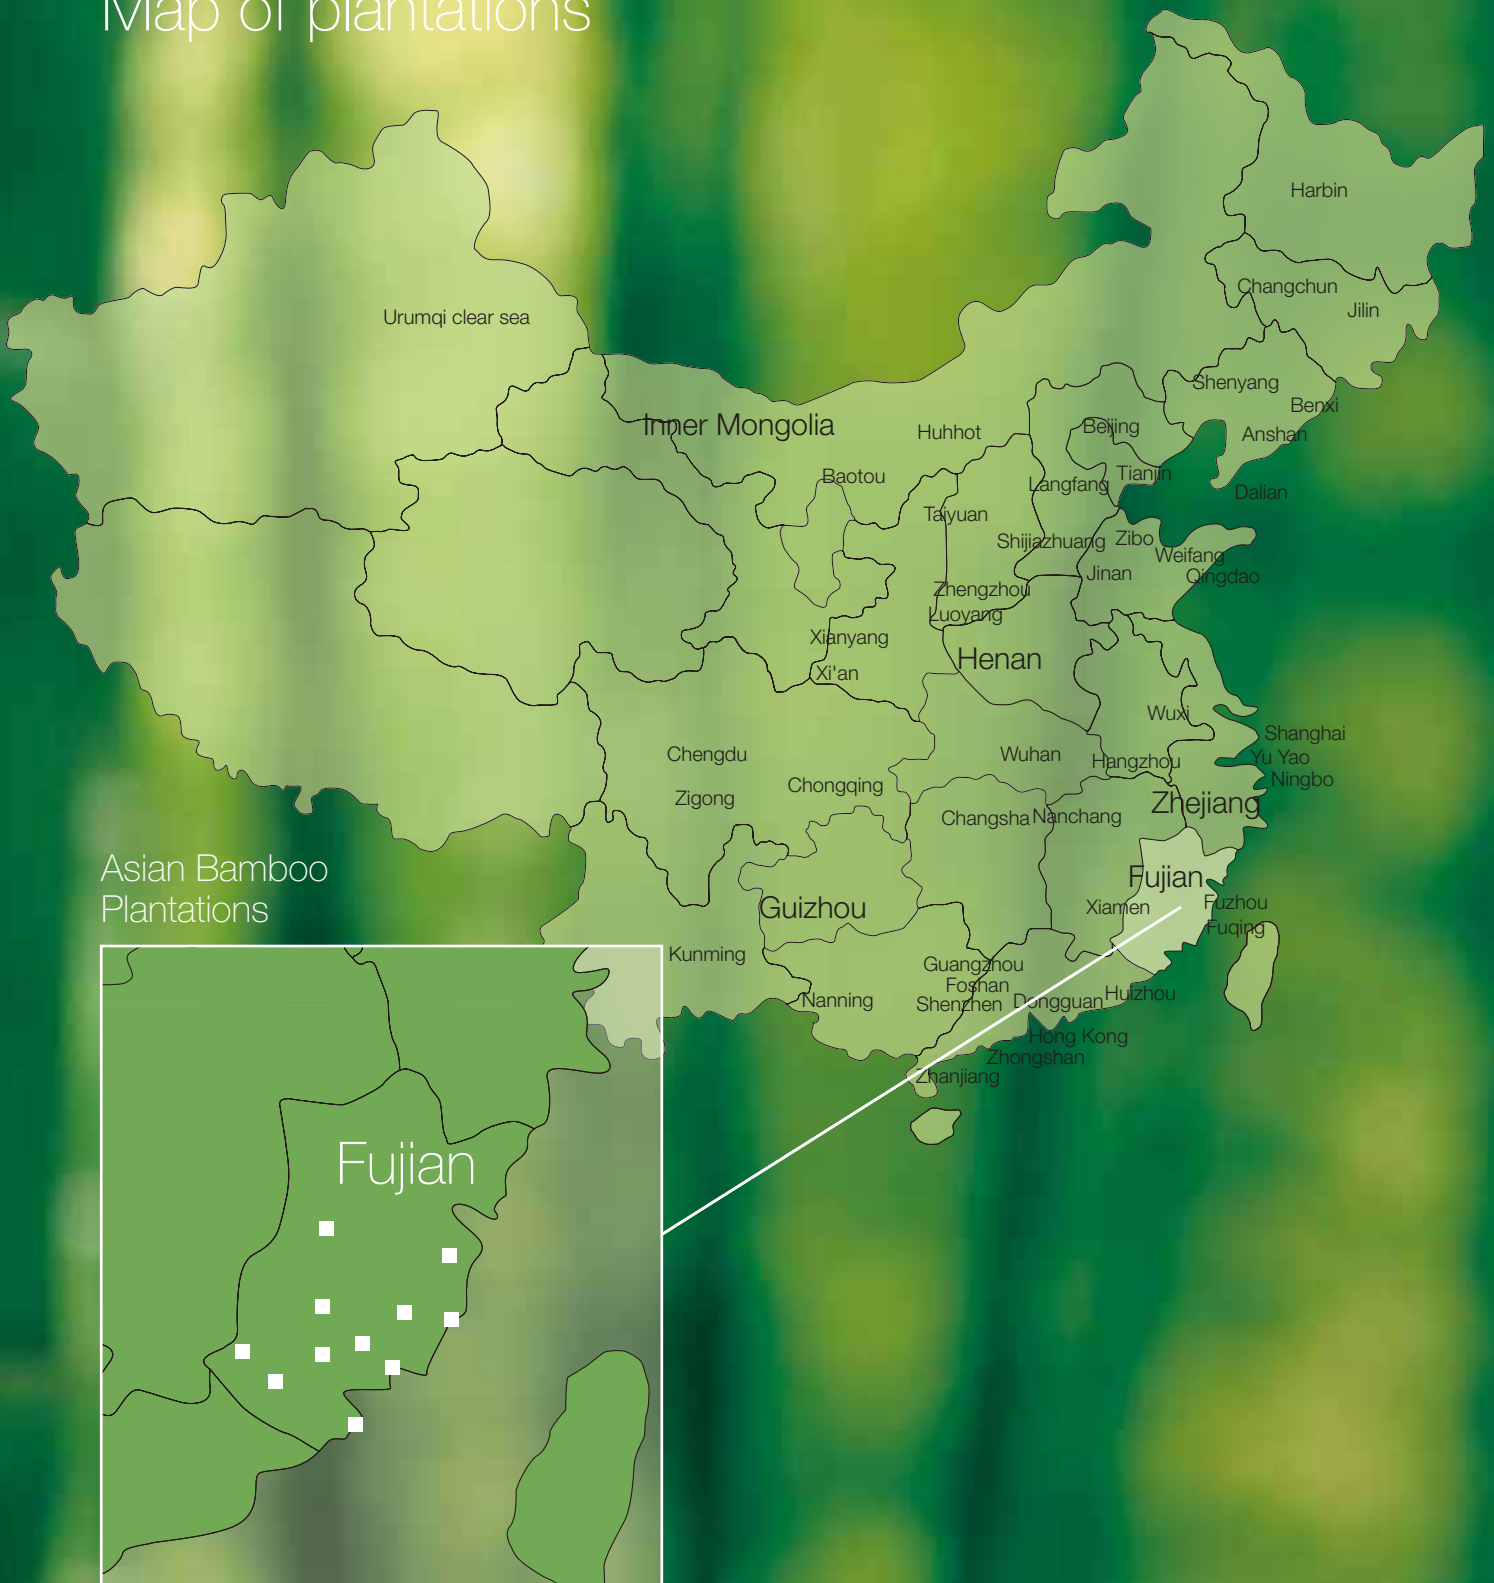 Map of plantations
Harbin
Changchun
Jilin
Urumqi clear sea
Shenyang
Benxi
Inner Mongolia
Huhhot
Beijing
Anshan
Baotou
Langfang
Tianjin
Dalian
Taiyuan
Shijiazhuang
Zibo
Weifang
Jinan
Qingdao
Zhengzhou
Luoyang
Xianyang
Henan
Xi'an
Wuxi
Shanghai
Chengdu
Wuhan
Hangzhou
Yu Yao
Ningbo
Chongqing
Zigong
Zhejiang
Changsha
Nanchang
Asian Bamboo
Plantations
Fujian
Guizhou
Xiamen
Fuzhou
Fuqing
Kunming
Guangzhou
Foshan
Nanning
Shenzhen
Dongguan
Huizhou
Hong Kong
Zhongshan
Zhanjiang
Fujian